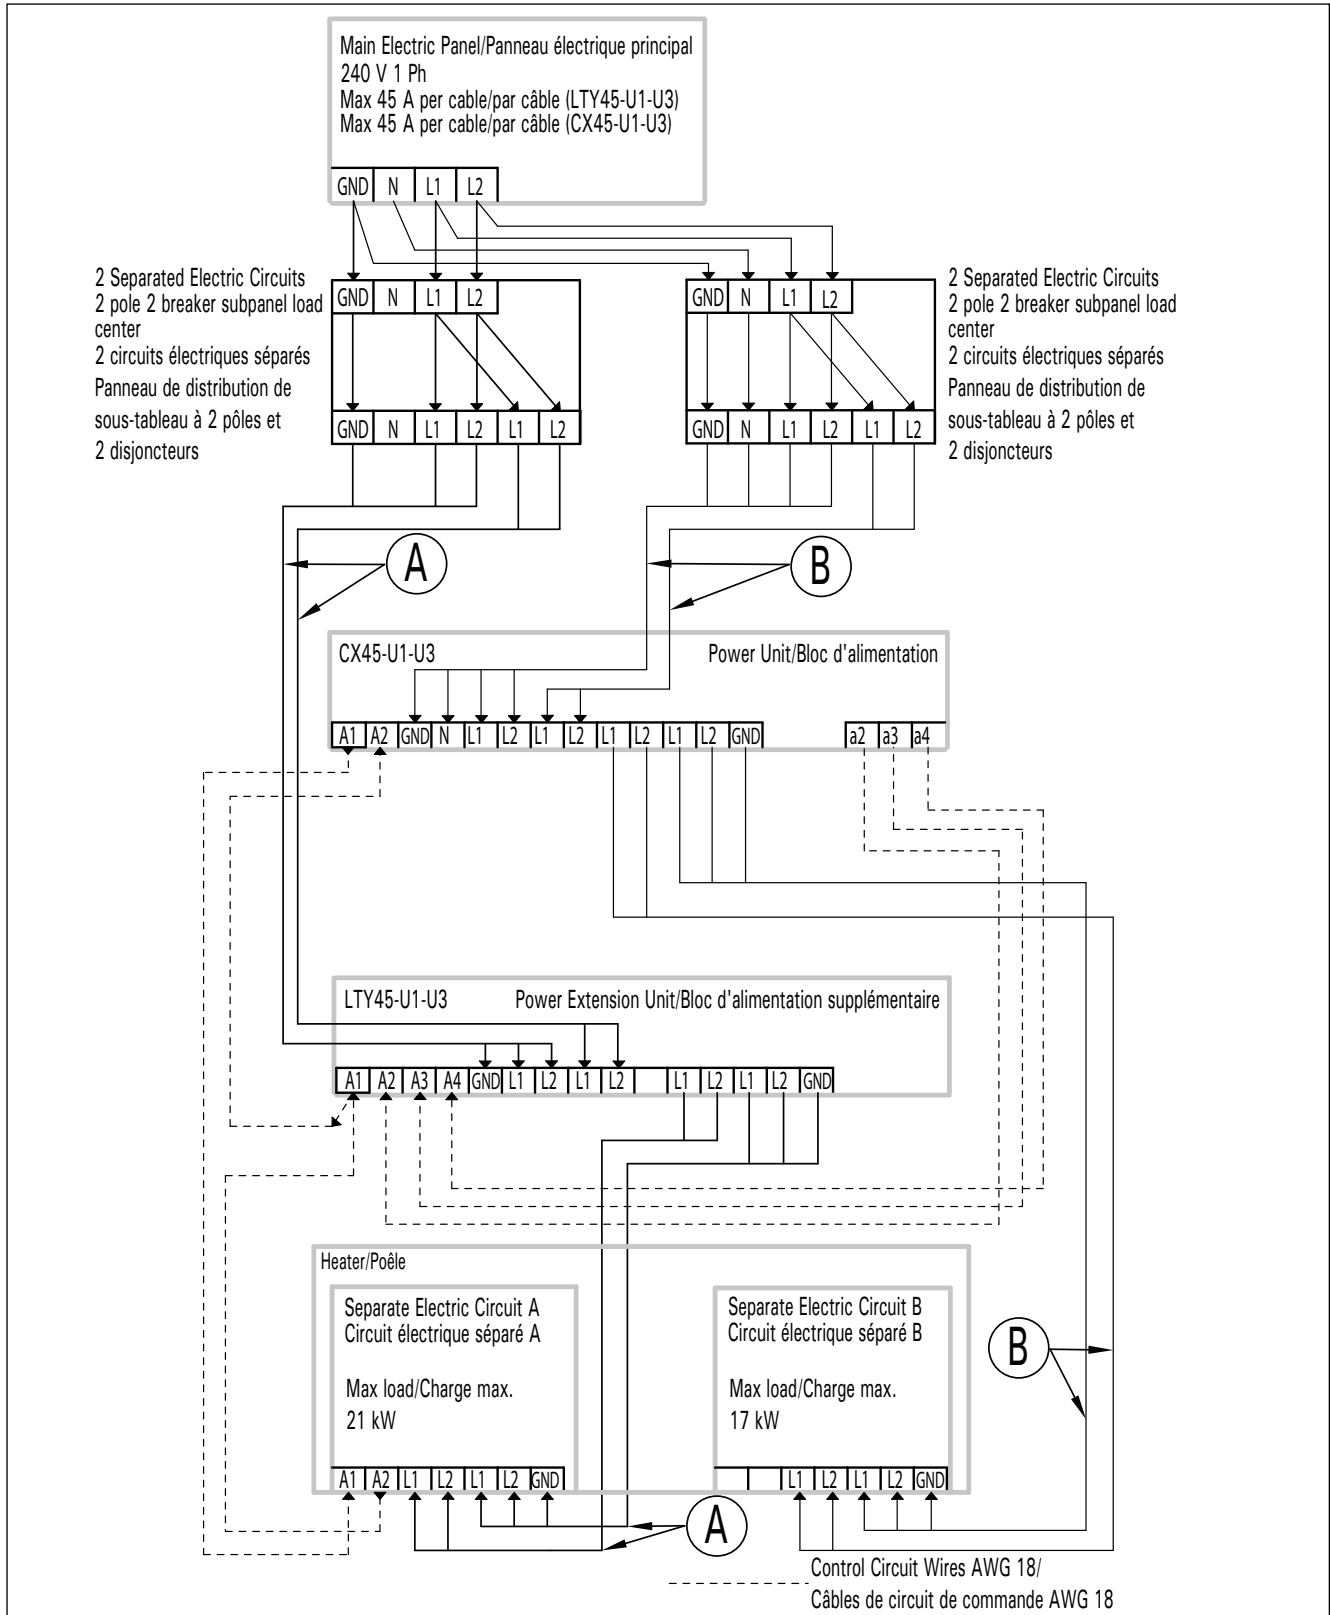 Main Electric Panel/Panneau électrique principal
240 V 1 Ph
Max 45 A per cable/par câble (LTY45-U1-U3)
Max 45 A per cable/par câble (CX45-U1-U3)
GND N L1 L2
2 Separated Electric Circuits
2 pole 2 breaker subpanel load
center
2 circuits électriques séparés
Panneau de distribution de
sous-tableau à 2 pôles et
2 disjoncteurs
GND N L1 L2
GND N L1 L2 L1 L2
GND N L1 L2
GND N L1 L2 L1 L2
2 Separated Electric Circuits
2 pole 2 breaker subpanel load
center
2 circuits électriques séparés
Panneau de distribution de
sous-tableau à 2 pôles et
2 disjoncteurs
A
B
CX45-U1-U3 Power Unit/Bloc d'alimentation
A1 A2 GND N L1 L2 L1 L2 L1 L2 L1 L2 GND a2 a3 a4
LTY45-U1-U3 Power Extension Unit/Bloc d'alimentation supplémentaire
A1 A2 A3 A4 GND L1 L2 L1 L2 L1 L2 L1 L2 GND
Heater/Poêle
Separate Electric Circuit A
Circuit électrique séparé A
Max load/Charge max.
21 kW
A1 A2 L1 L2 L1 L2 GND
Separate Electric Circuit B
Circuit électrique séparé B
Max load/Charge max.
17 kW
L1 L2 L1 L2 GND
B
A
Control Circuit Wires AWG 18/
Câbles de circuit de commande AWG 18